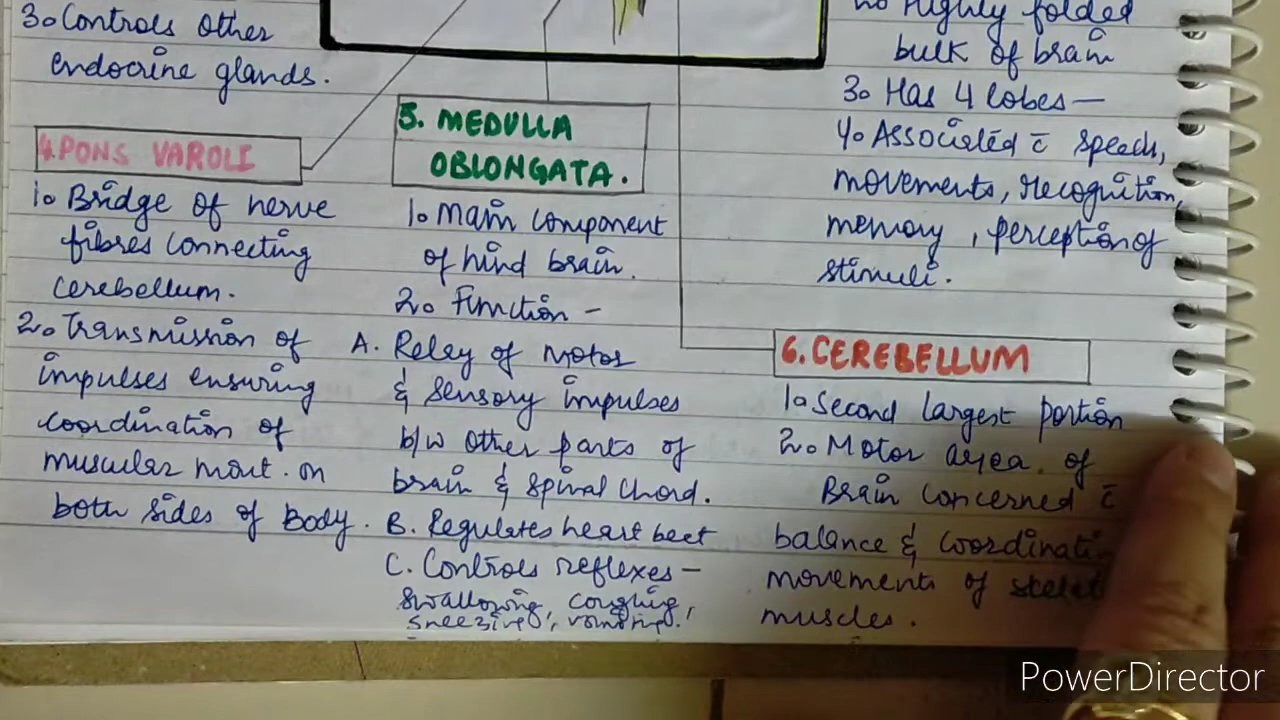 3. Controls other
endocrine glands.
4. PONS VAROLI
1. Bridge of nerve
fibres connecting
cerebellum.
2. Transmission of
impulses ensuring
coordination of
muscular movt. on
both sides of Body.
5. MEDULLA
OBLONGATA.
1. Main component
of hind brain.
2. Function -
A. Relay of motor
& sensory impulses
b/w other parts of
brain & spinal chord.
B. Regulates heart beet
C. Controls reflexes -
swallowing, coughing,
sneezing, vomiting.
2. Highly folded
bulk of brain
3. Has 4 lobes -
4. Associated c̄ speech,
movements, recognition,
memory, perception of
stimuli.
6. CEREBELLUM
1. Second largest portion
2. Motor area. of
Brain concerned c̄
balance & coordinati
movements of skelet
muscles.
PowerDirector